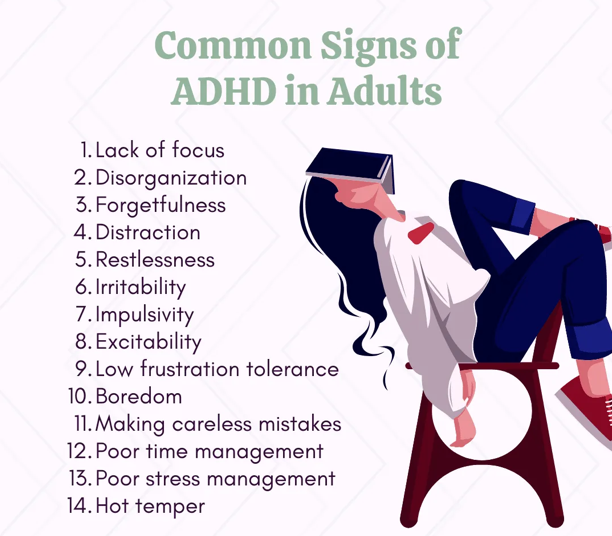 Common Signs of
ADHD in Adults
1. Lack of focus
2. Disorganization
3. Forgetfulness
4. Distraction
5. Restlessness
6. Irritability
7. Impulsivity
8. Excitability
9. Low frustration tolerance
10. Boredom
11. Making careless mistakes
12. Poor time management
13. Poor stress management
14. Hot temper